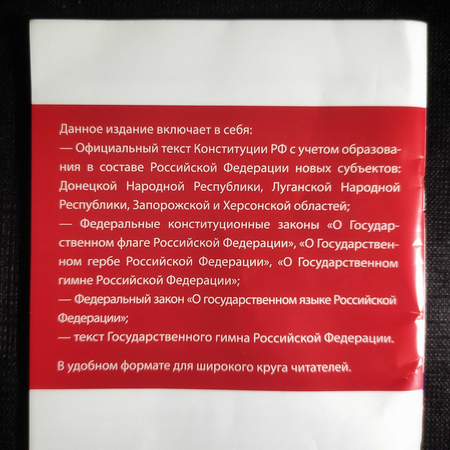 Данное издание включает в себя:
— Официальный текст Конституции РФ с учетом образова-
ния в составе Российской Федерации новых субъектов:
Донецкой Народной Республики, Луганской Народной
Республики, Запорожской и Херсонской областей;
— Федеральные конституционные законы «О Государ-
ственном флаге Российской Федерации», «О Государствен-
ном гербе Российской Федерации», «О Государственном
гимне Российской Федерации»;
— Федеральный закон «О государственном языке Российской
Федерации»;
— текст Государственного гимна Российской Федерации.
В удобном формате для широкого круга читателей.